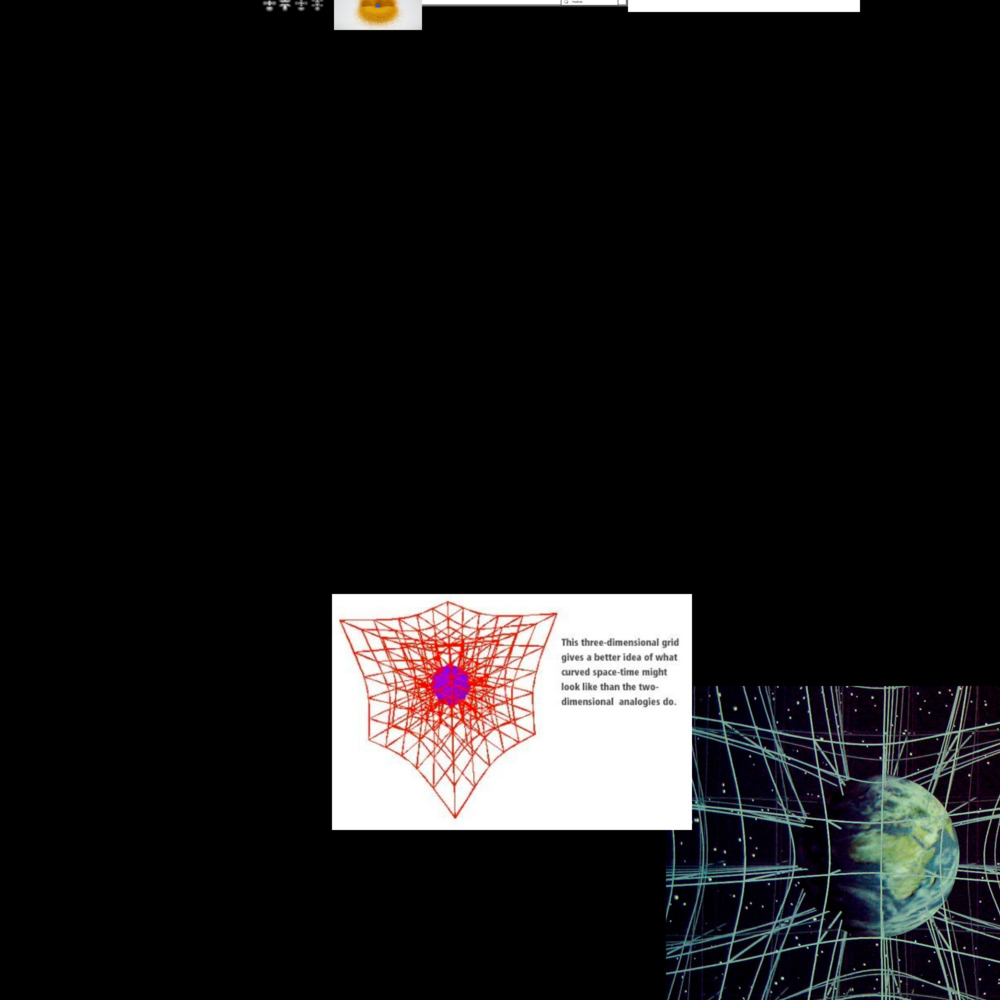 This three-dimensional grid
gives a better idea of what
curved space-time might
look like than the two-
dimensional analogies do.